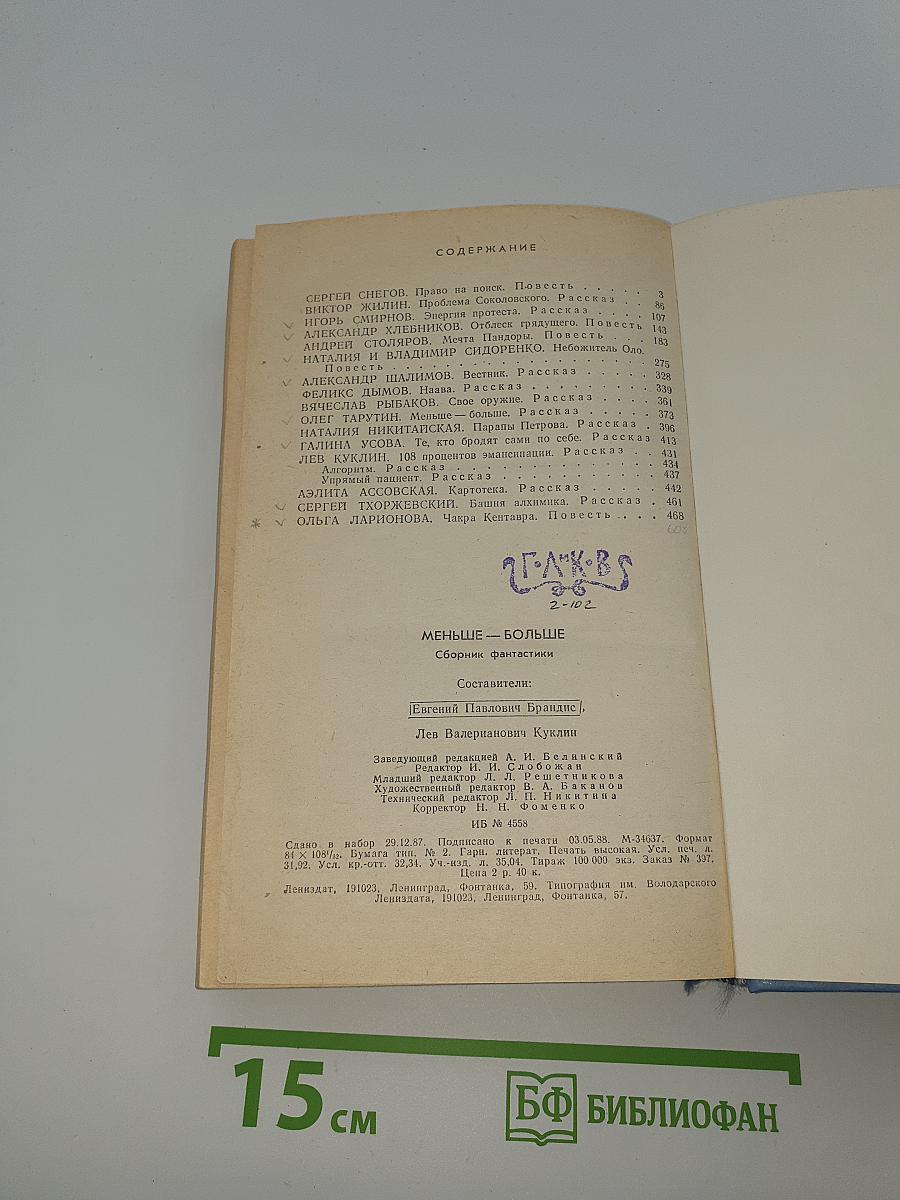 СОДЕРЖАНИЕ
СЕРГЕЙ СНЕГОВ. Право на поиск. Повесть . . . . . 3
ВИКТОР ЖИЛИН. Проблема Соколовского. Рассказ . . 86
ИГОРЬ СМИРНОВ. Энергия протеста. Рассказ . . . . 107
АЛЕКСАНДР ХЛЕБНИКОВ. Отблеск грядущего. Повесть 143
АНДРЕЙ СТОЛЯРОВ. Мечта Пандоры. Повесть . . . 183
НАТАЛИЯ И ВЛАДИМИР СИДОРЕНКО. Небожитель Оло.
Повесть . . . . . . . . . . . . . . . . . . . 275
АЛЕКСАНДР ШАЛИМОВ. Вестник. Рассказ . . . . . 328
ФЕЛИКС ДЫМОВ. Наава. Рассказ . . . . . . . . . 339
ВЯЧЕСЛАВ РЫБАКОВ. Свое оружие. Рассказ . . . . 361
ОЛЕГ ТАРУТИН. Меньше — больше. Рассказ . . . . . 373
НАТАЛИЯ НИКИТАЙСКАЯ. Парапы Петрова. Рассказ . 396
ГАЛИНА УСОВА. Те, кто бродят сами по себе. Рассказ 413
ЛЕВ КУКЛИН. 108 процентов эмансипации. Рассказ . . 431
Алгоритм. Рассказ . . . . . . . . . . . . . . 434
Упрямый пациент. Рассказ . . . . . . . . . . . 437
АЭЛИТА АССОВСКАЯ. Картотека. Рассказ . . . . . 442
СЕРГЕЙ ТХОРЖЕВСКИЙ. Башня алхимика. Рассказ . 461
* ОЛЬГА ЛАРИОНОВА. Чакра Кентавра. Повесть . . . 468
Г·Л·К·В
2-102
МЕНЬШЕ — БОЛЬШЕ
Сборник фантастики
Составители:
Евгений Павлович Брандис,
Лев Валерианович Куклин
Заведующий редакцией А. И. Белинский
Редактор И. И. Слобожан
Младший редактор Л. Л. Решетникова
Художественный редактор В. А. Баканов
Технический редактор Л. П. Никитина
Корректор Н. Н. Фоменко
ИБ № 4558
Сдано в набор 29.12.87. Подписано к печати 03.05.88. М-34637. Формат
84 × 108¹/₃₂. Бумага тип. № 2. Гарн. литерат. Печать высокая. Усл. печ. л.
31,92. Усл. кр.-отт. 32,34. Уч.-изд. л. 35,04. Тираж 100 000 экз. Заказ № 397.
Цена 2 р. 40 к.
Лениздат, 191023, Ленинград, Фонтанка, 59. Типография им. Володарского
Лениздата, 191023, Ленинград, Фонтанка, 57.
15 см
БФ БИБЛИОФАН